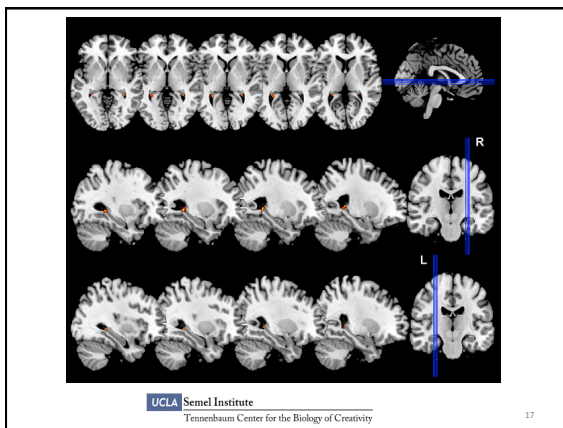 R
L
UCLA Semel Institute
Tennenbaum Center for the Biology of Creativity
17